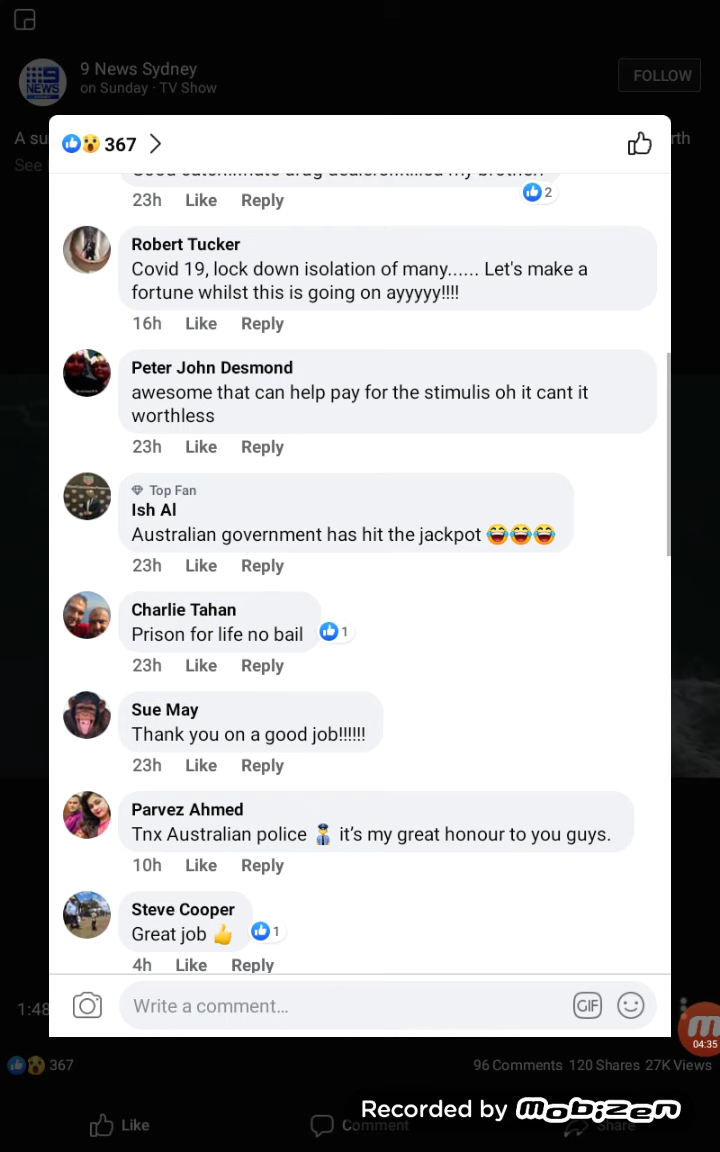 9 News Sydney
on Sunday · TV Show
FOLLOW
NEWS
A su
rth
See
367
23h Like Reply 2
Robert Tucker
Covid 19, lock down isolation of many...... Let's make a
fortune whilst this is going on ayyyyy!!!!
16h Like Reply
Peter John Desmond
awesome that can help pay for the stimulis oh it cant it
worthless
23h Like Reply
Top Fan
Ish Al
Australian government has hit the jackpot 😂😂😂
23h Like Reply
Charlie Tahan
Prison for life no bail 1
23h Like Reply
Sue May
Thank you on a good job!!!!!!
23h Like Reply
Parvez Ahmed
Tnx Australian police 👮 it’s my great honour to you guys.
10h Like Reply
Steve Cooper
Great job 👍 1
4h Like Reply
Write a comment...
GIF
1:48
04:35
367
96 Comments 120 Shares 27K Views
Recorded by mobizen
Like Comment Share